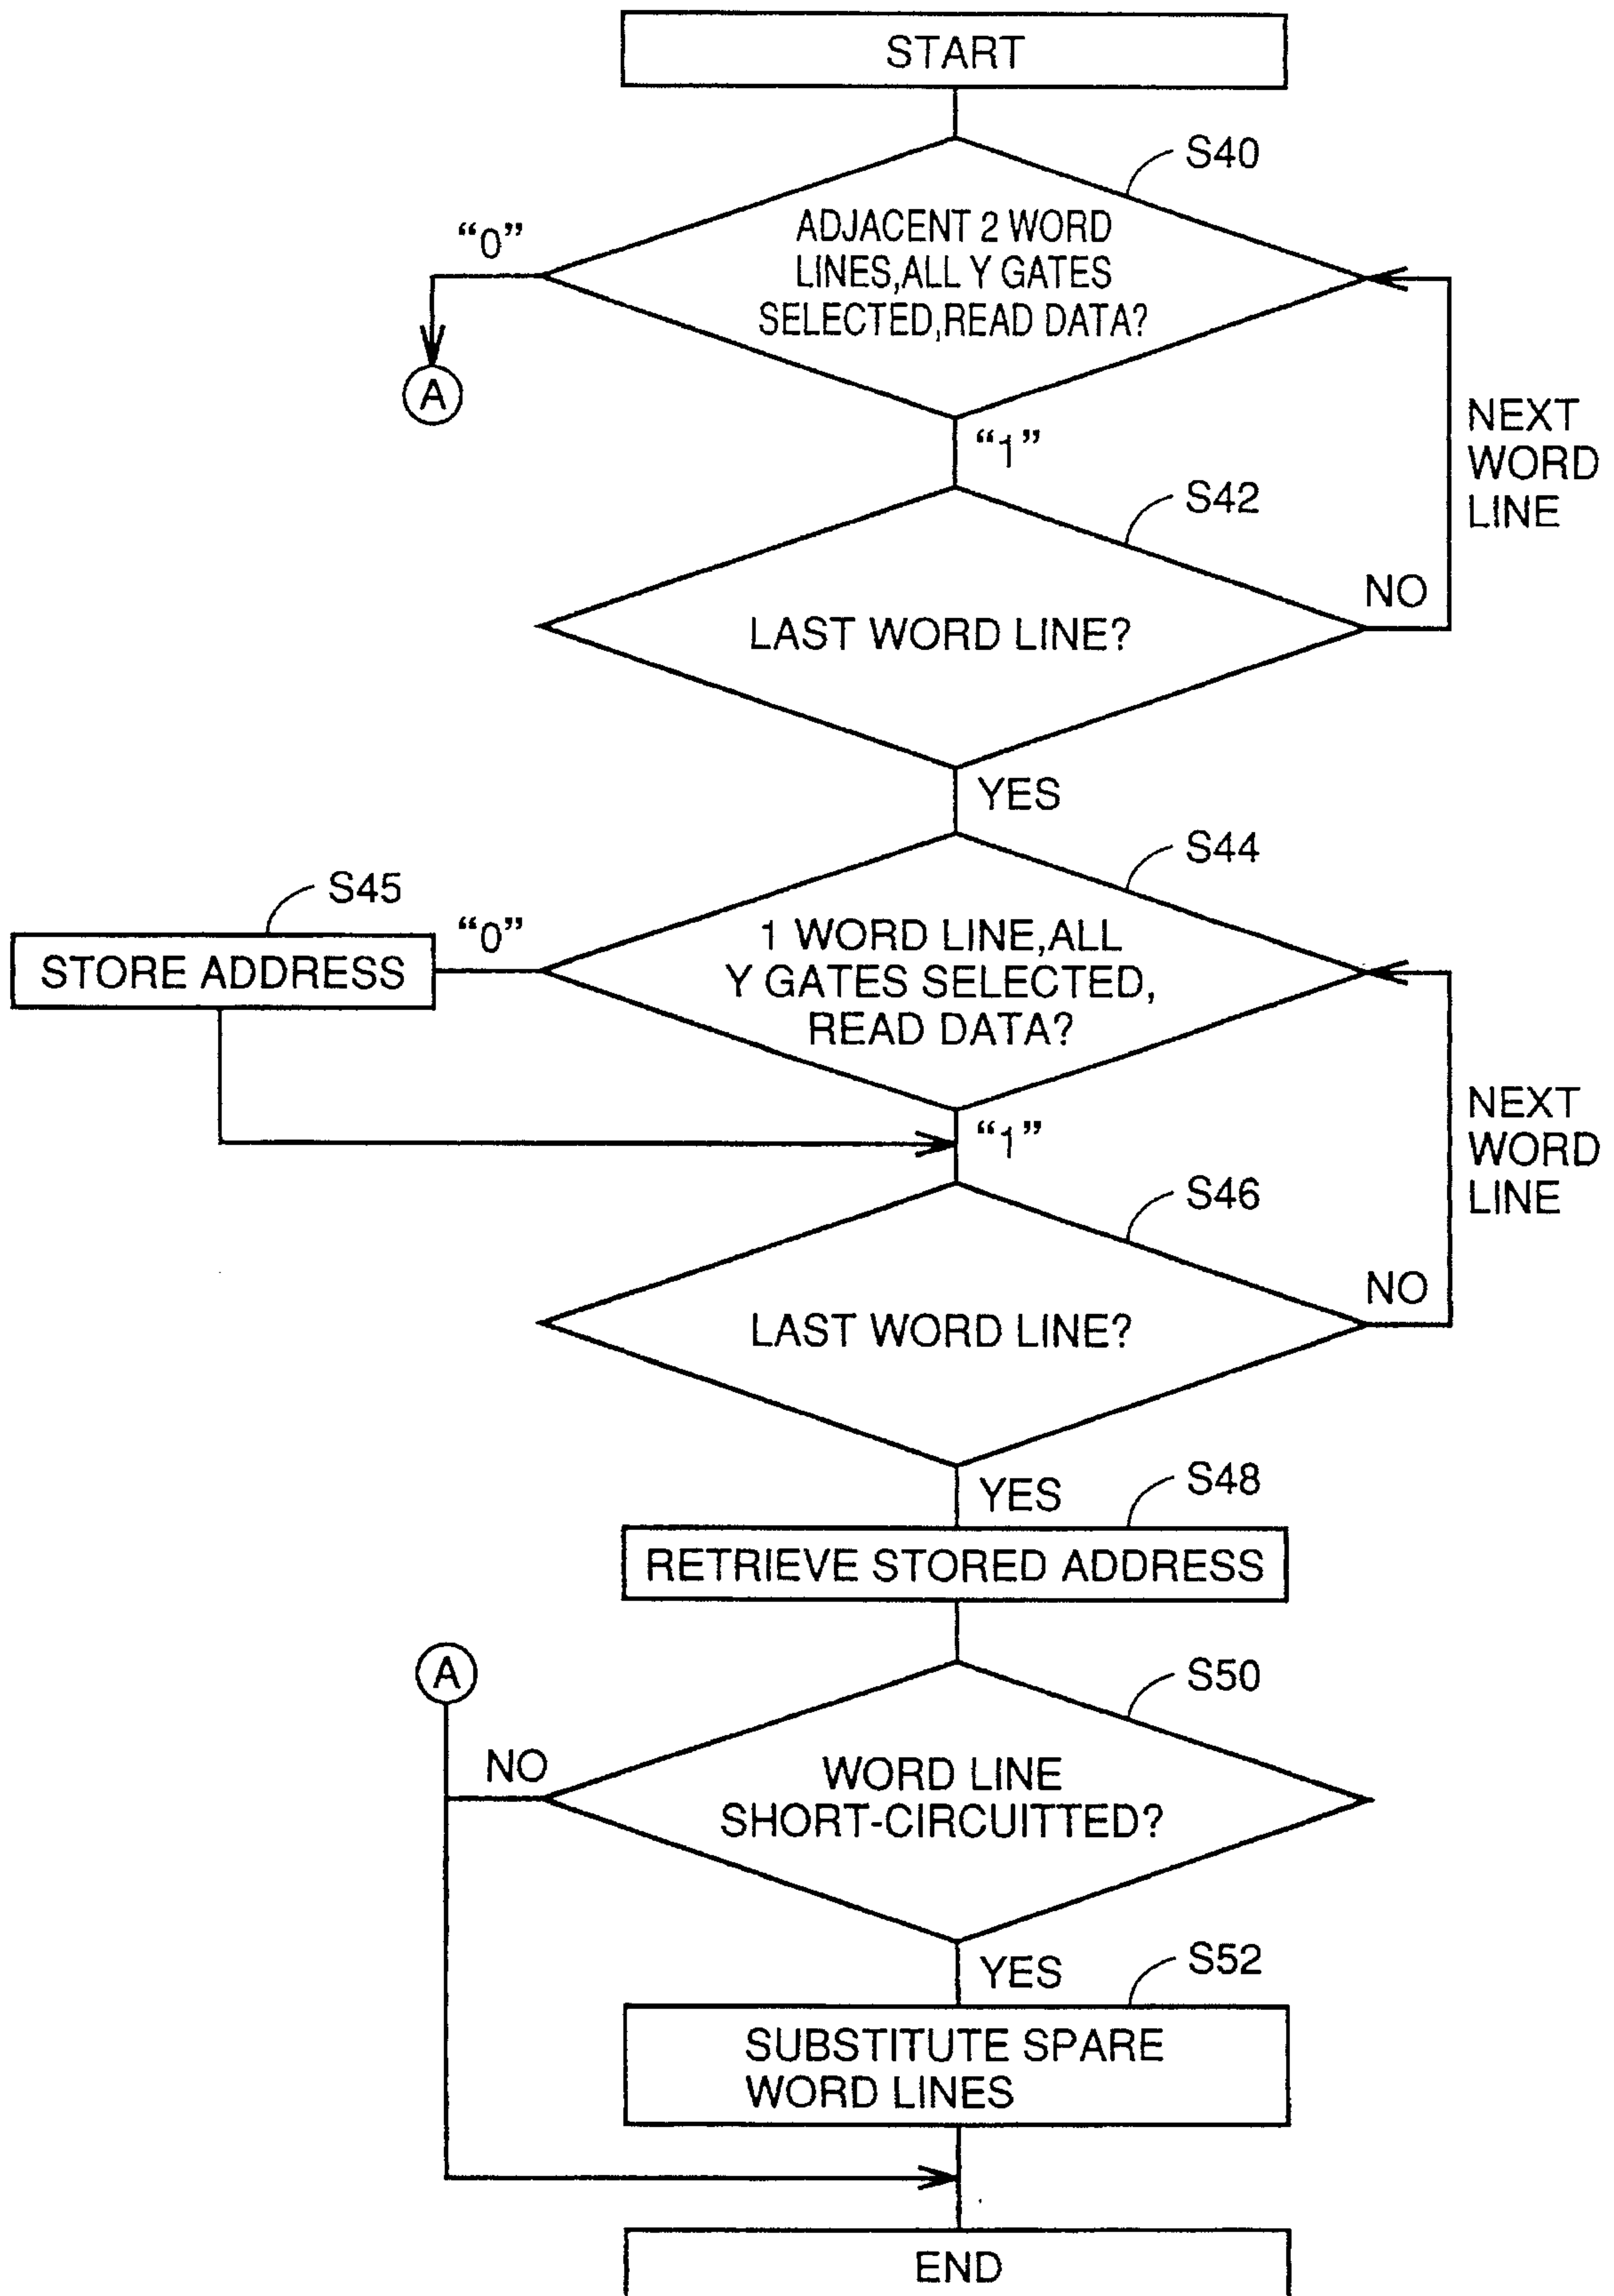 START
S40
“0”
ADJACENT 2 WORD
LINES,ALL Y GATES
SELECTED,READ DATA?
A
“1”
NEXT
WORD
LINE
S42
NO
LAST WORD LINE?
YES
S44
S45
“0”
STORE ADDRESS
1 WORD LINE,ALL
Y GATES SELECTED,
READ DATA?
“1”
NEXT
WORD
LINE
S46
NO
LAST WORD LINE?
YES
S48
RETRIEVE STORED ADDRESS
A
S50
NO
WORD LINE
SHORT-CIRCUITTED?
YES
S52
SUBSTITUTE SPARE
WORD LINES
END